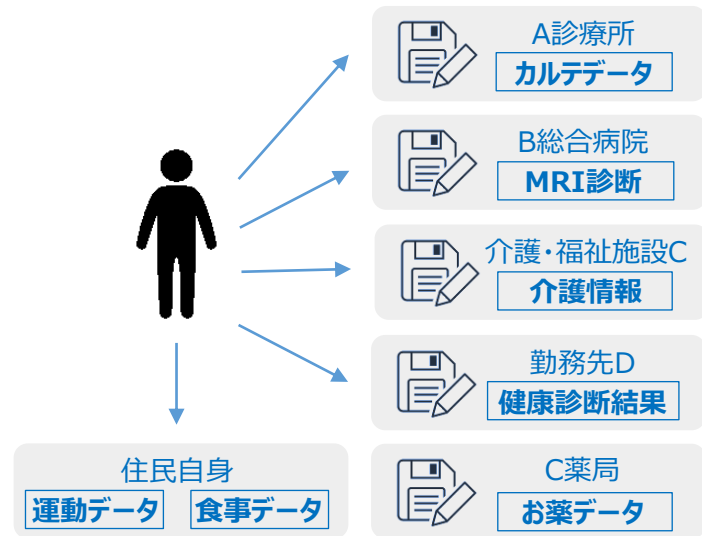 A診療所
カルテデータ
B総合病院
MRI診断
介護・福祉施設C
介護情報
勤務先D
健康診断結果
住民自身
運動データ 食事データ
C薬局
お薬データ